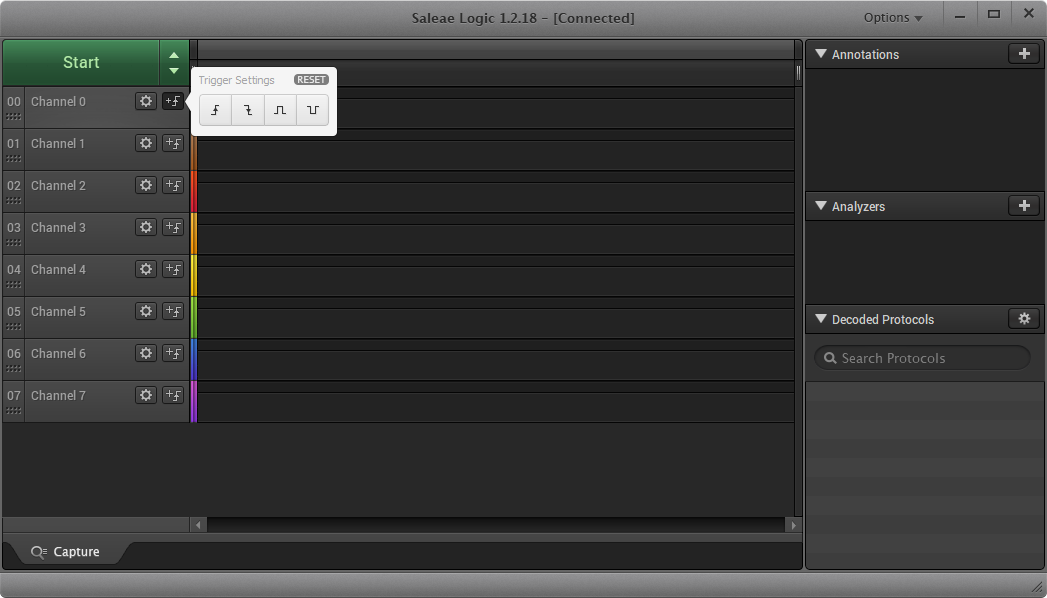 Saleae Logic 1.2.18 - [Connected]
Options
Start
Trigger Settings RESET
00 Channel 0
01 Channel 1
02 Channel 2
03 Channel 3
04 Channel 4
05 Channel 5
06 Channel 6
07 Channel 7
Annotations
Analyzers
Decoded Protocols
Search Protocols
Capture